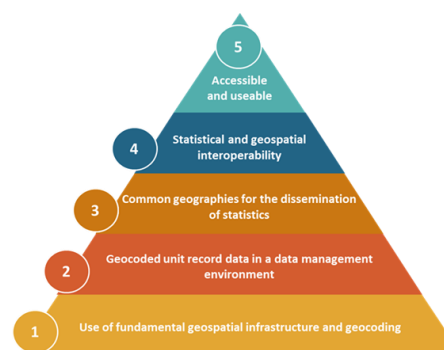 5
Accessible
and useable
4
Statistical and geospatial
interoperability
3
Common geographies for the dissemination
of statistics
2
Geocoded unit record data in a data management
environment
1
Use of fundamental geospatial infrastructure and geocoding